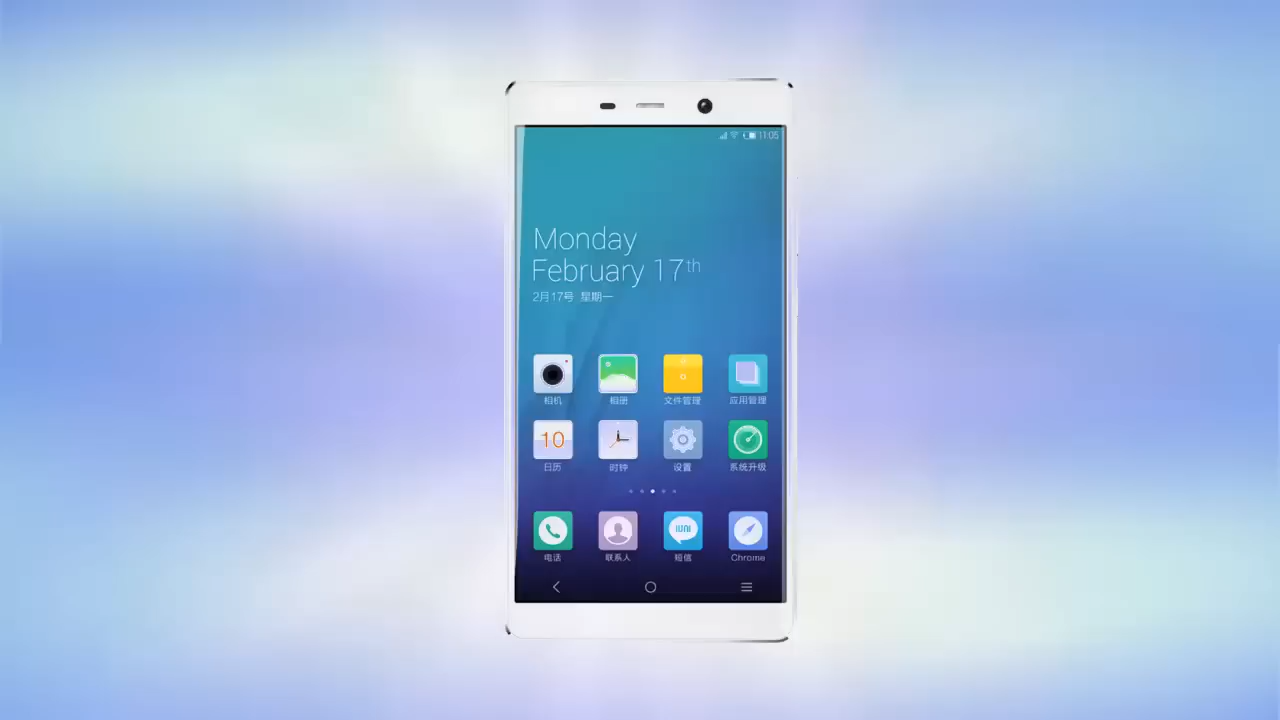 11:05
Monday
February 17th
2月17号 星期一
相机 相册 文件管理 应用管理
10
日历 时钟 设置 系统升级
IUNI
电话 联系人 短信 Chrome